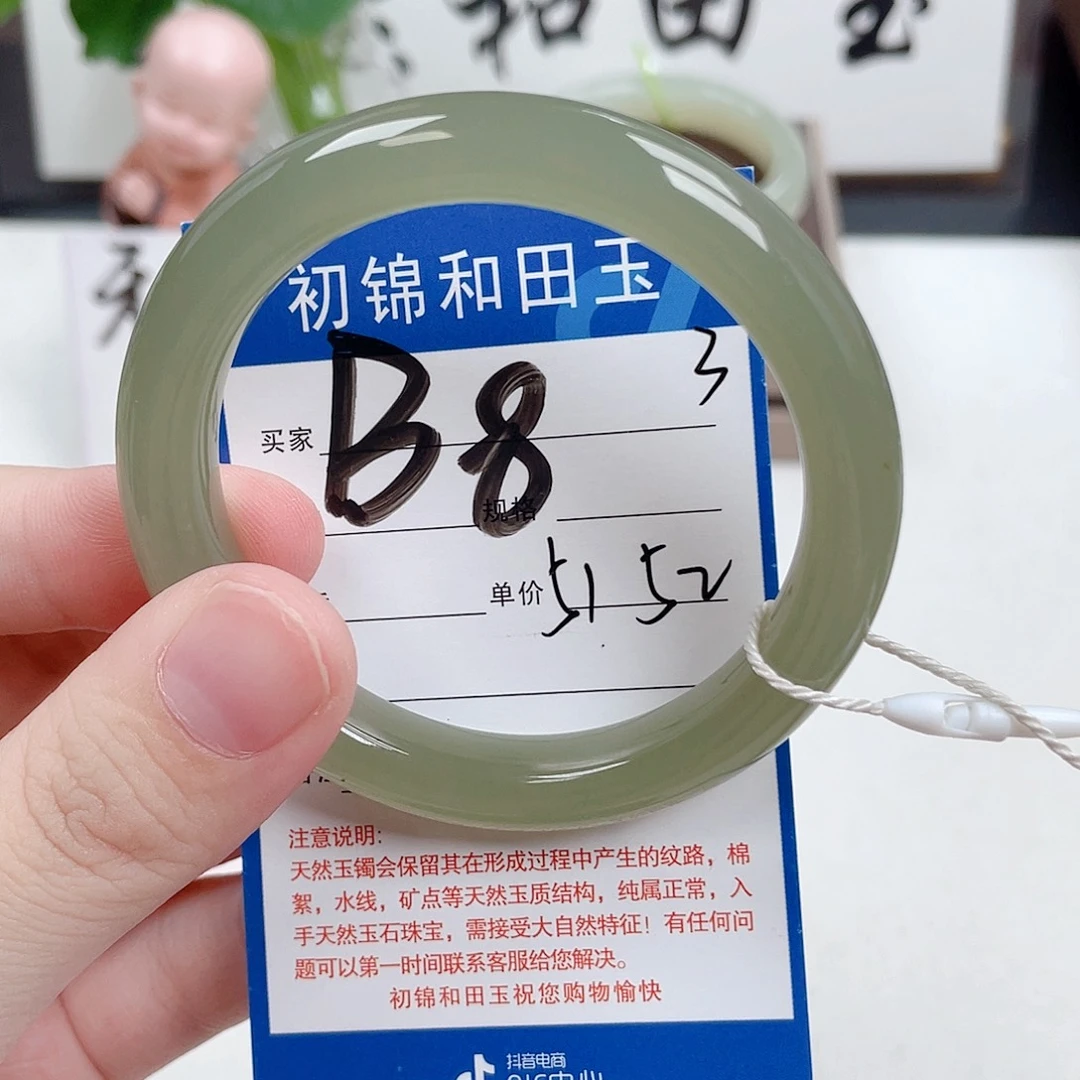 和田玉
初锦和田玉
3
买家 B8
规格
单价 51 52
注意说明:
天然玉镯会保留其在形成过程中产生的纹路，棉
絮，水线，矿点等天然玉质结构，纯属正常，入
手天然玉石珠宝，需接受大自然特征！有任何问
题可以第一时间联系客服给您解决。
初锦和田玉祝您购物愉快
抖音电商